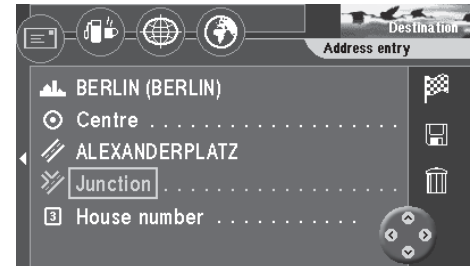 Destination
Address entry
BERLIN (BERLIN)
Centre . . . . . . . . . . . . . . . . . . . .
ALEXANDERPLATZ
Junction . . . . . . . . . . . . . . . . . . .
3 House number . . . . . . . . . . . .